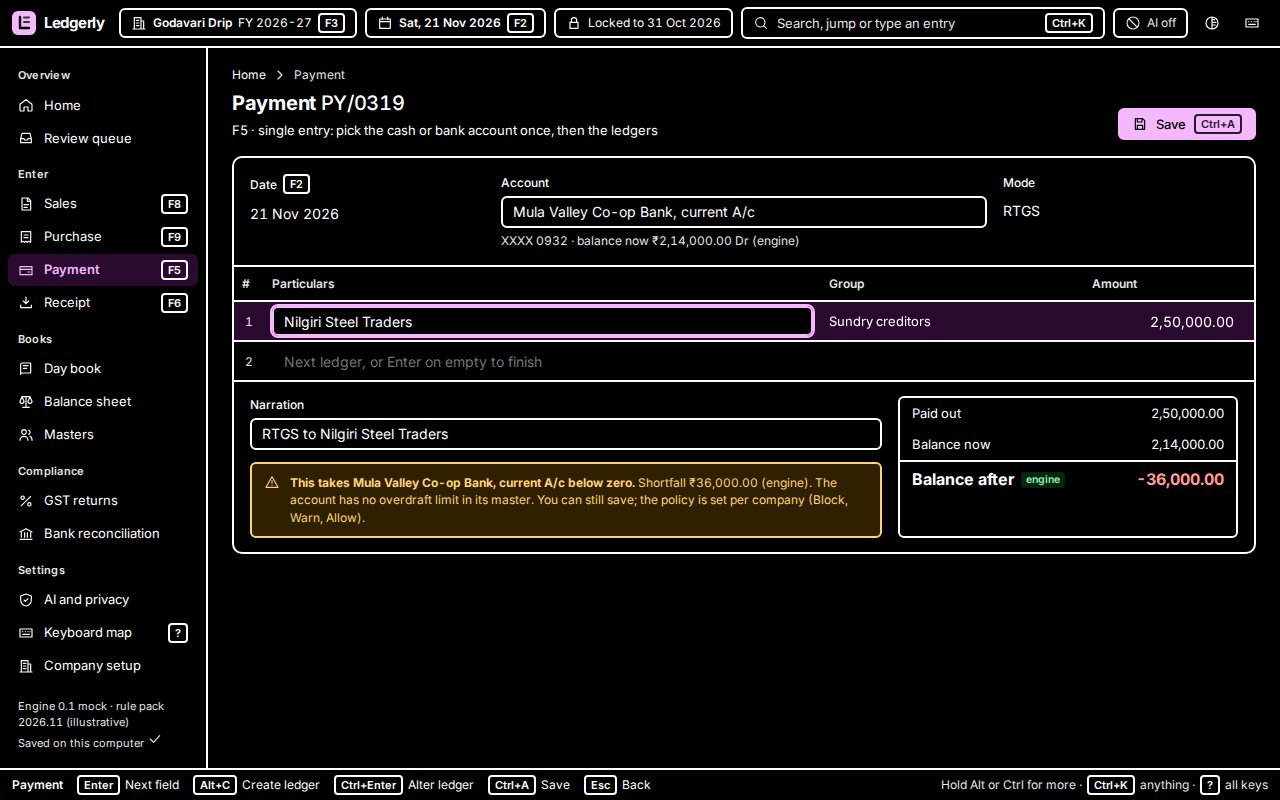 Ledgerly
Godavari Drip FY 2026-27 F3
Sat, 21 Nov 2026 F2
Locked to 31 Oct 2026
Search, jump or type an entry Ctrl+K
AI off
Overview
Home
Review queue
Enter
Sales F8
Purchase F9
Payment F5
Receipt F6
Books
Day book
Balance sheet
Masters
Compliance
GST returns
Bank reconciliation
Settings
AI and privacy
Keyboard map ?
Company setup
Engine 0.1 mock · rule pack
2026.11 (illustrative)
Saved on this computer
Home Payment
Payment PY/0319
F5 · single entry: pick the cash or bank account once, then the ledgers
Save Ctrl+A
Date F2
21 Nov 2026
Account
Mula Valley Co-op Bank, current A/c
XXXX 0932 · balance now ₹2,14,000.00 Dr (engine)
Mode
RTGS
# Particulars Group Amount
1 Nilgiri Steel Traders Sundry creditors 2,50,000.00
2 Next ledger, or Enter on empty to finish
Narration
RTGS to Nilgiri Steel Traders
This takes Mula Valley Co-op Bank, current A/c below zero. Shortfall ₹36,000.00 (engine). The
account has no overdraft limit in its master. You can still save; the policy is set per company (Block,
Warn, Allow).
Paid out 2,50,000.00
Balance now 2,14,000.00
Balance after engine -36,000.00
Payment Enter Next field Alt+C Create ledger Ctrl+Enter Alter ledger Ctrl+A Save Esc Back
Hold Alt or Ctrl for more · Ctrl+K anything · ? all keys